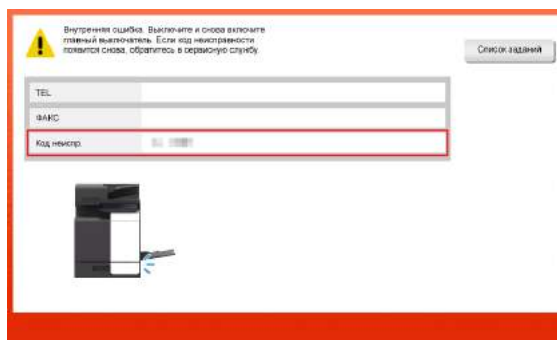 Внутренняя ошибка. Выключите и снова включите
главный выключатель. Если код неисправности
появится снова, обратитесь в сервисную службу.
Список заданий
TEL
ФАКС
Код неиспр.